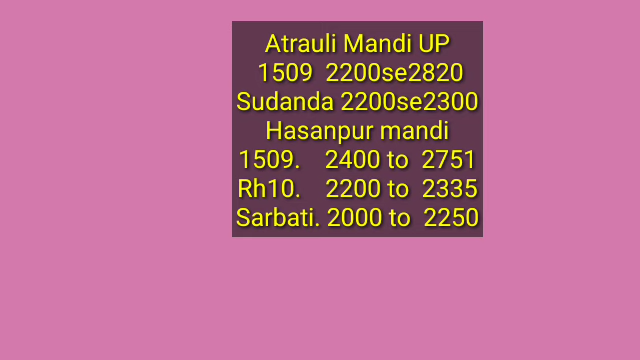 Atrauli Mandi UP
1509  2200se2820
Sudanda 2200se2300
Hasanpur mandi
1509.    2400 to  2751
Rh10.    2200 to  2335
Sarbati. 2000 to  2250